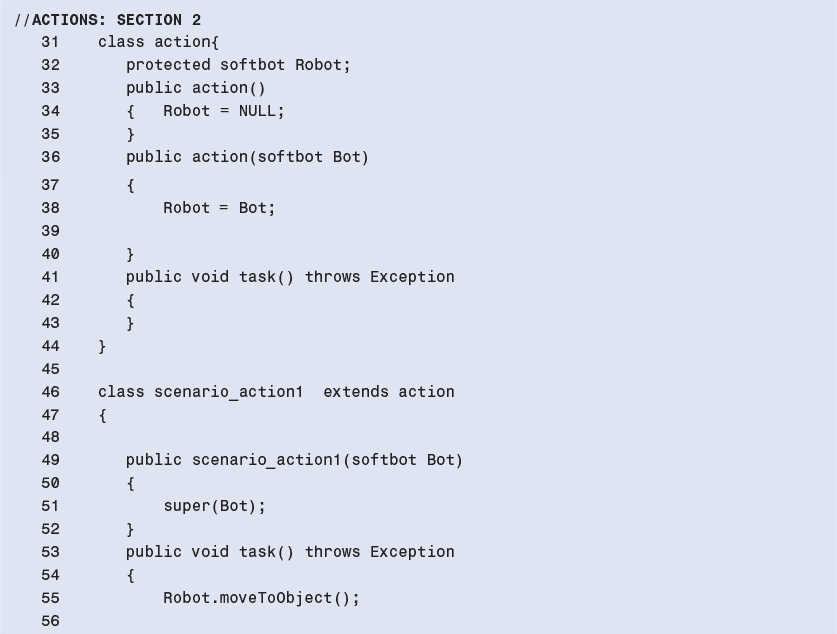 //ACTIONS: SECTION 2
31    class action{
32       protected softbot Robot;
33       public action()
34       {   Robot = NULL;
35       }
36       public action(softbot Bot)
37       {
38           Robot = Bot;
39
40       }
41       public void task() throws Exception
42       {
43       }
44    }
45
46    class scenario_action1  extends action
47    {
48
49       public scenario_action1(softbot Bot)
50       {
51           super(Bot);
52       }
53       public void task() throws Exception
54       {
55           Robot.moveToObject();
56